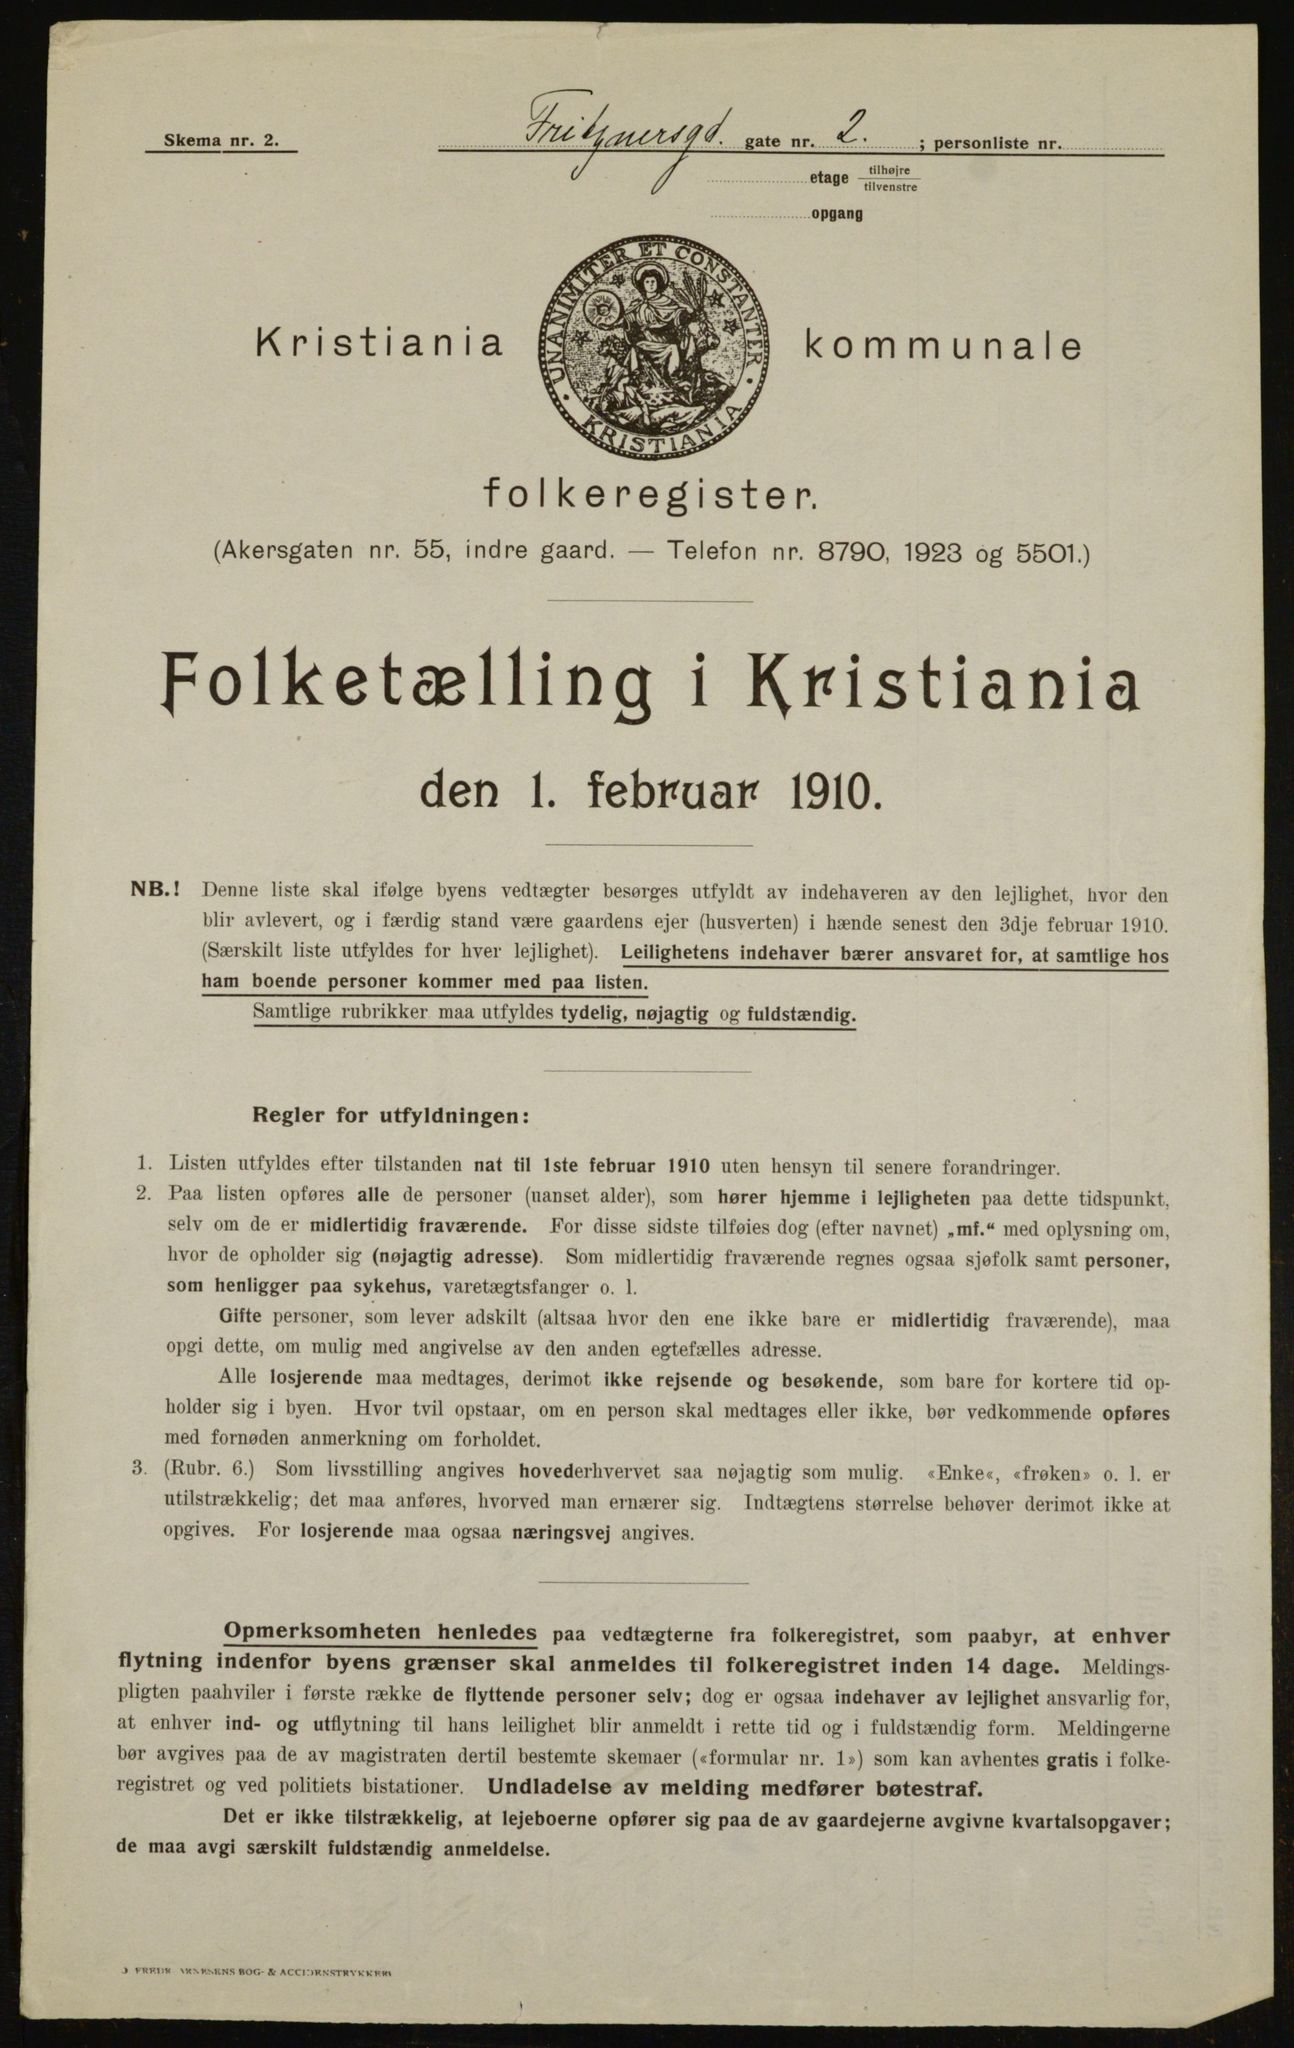 Skema nr. 2. Fritznersgd. gate nr. 2. ; personliste nr.
etage tilhøjre
tilvenstre
opgang
UNANIMITER ET CONSTANTER
KRISTIANIA
Kristiania kommunale
folkeregister.
(Akersgaten nr. 55, indre gaard. — Telefon nr. 8790, 1923 og 5501.)
Folketælling i Kristiania
den 1. februar 1910.
NB.! Denne liste skal ifølge byens vedtægter besørges utfyldt av indehaveren av den lejlighet, hvor den
blir avlevert, og i færdig stand være gaardens ejer (husverten) i hænde senest den 3dje februar 1910.
(Særskilt liste utfyldes for hver lejlighet). Leilighetens indehaver bærer ansvaret for, at samtlige hos
ham boende personer kommer med paa listen.
Samtlige rubrikker maa utfyldes tydelig, nøjagtig og fuldstændig.
Regler for utfyldningen:
1. Listen utfyldes efter tilstanden nat til 1ste februar 1910 uten hensyn til senere forandringer.
2. Paa listen opføres alle de personer (uanset alder), som hører hjemme i lejligheten paa dette tidspunkt,
selv om de er midlertidig fraværende. For disse sidste tilføies dog (efter navnet) „mf.“ med oplysning om,
hvor de opholder sig (nøjagtig adresse). Som midlertidig fraværende regnes ogsaa sjøfolk samt personer,
som henligger paa sykehus, varetægtsfanger o. l.
Gifte personer, som lever adskilt (altsaa hvor den ene ikke bare er midlertidig fraværende), maa
opgi dette, om mulig med angivelse av den anden egtefælles adresse.
Alle losjerende maa medtages, derimot ikke rejsende og besøkende, som bare for kortere tid op-
holder sig i byen. Hvor tvil opstaar, om en person skal medtages eller ikke, bør vedkommende opføres
med fornøden anmerkning om forholdet.
3. (Rubr. 6.) Som livsstilling angives hovederhvervet saa nøjagtig som mulig. «Enke«, «frøken» o. l. er
utilstrækkelig; det maa anføres, hvorved man ernærer sig. Indtægtens størrelse behøver derimot ikke at
opgives. For losjerende maa ogsaa næringsvej angives.
Opmerksomheten henledes paa vedtægterne fra folkeregistret, som paabyr, at enhver
flytning indenfor byens grænser skal anmeldes til folkeregistret inden 14 dage. Meldings-
pligten paahviler i første række de flyttende personer selv; dog er ogsaa indehaver av lejlighet ansvarlig for,
at enhver ind- og utflytning til hans leilighet blir anmeldt i rette tid og i fuldstændig form. Meldingerne
bør avgives paa de av magistraten dertil bestemte skemaer («formular nr. 1») som kan avhentes gratis i folke-
registret og ved politiets bistationer. Undladelse av melding medfører bøtestraf.
Det er ikke tilstrækkelig, at lejeboerne opfører sig paa de av gaardejerne avgivne kvartalsopgaver;
de maa avgi særskilt fuldstændig anmeldelse.
BOG- & ACCIDENSTRYKKERI